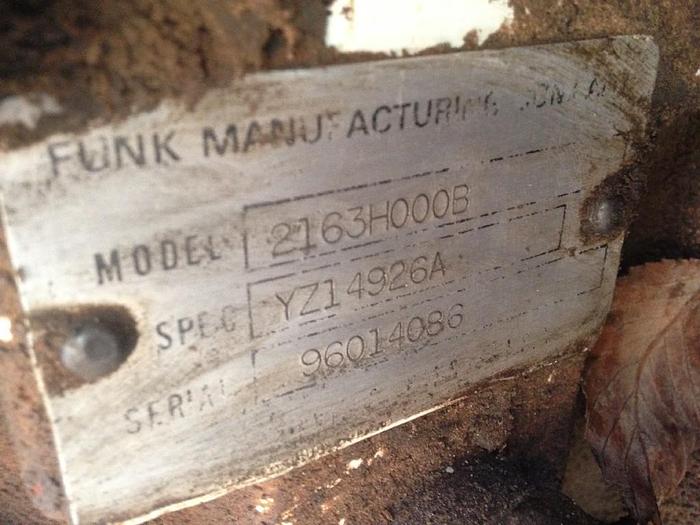 FUNK MANUFACTURING
MODEL 2163H000B
SPEC YZ14926A
SERIAL 96014086